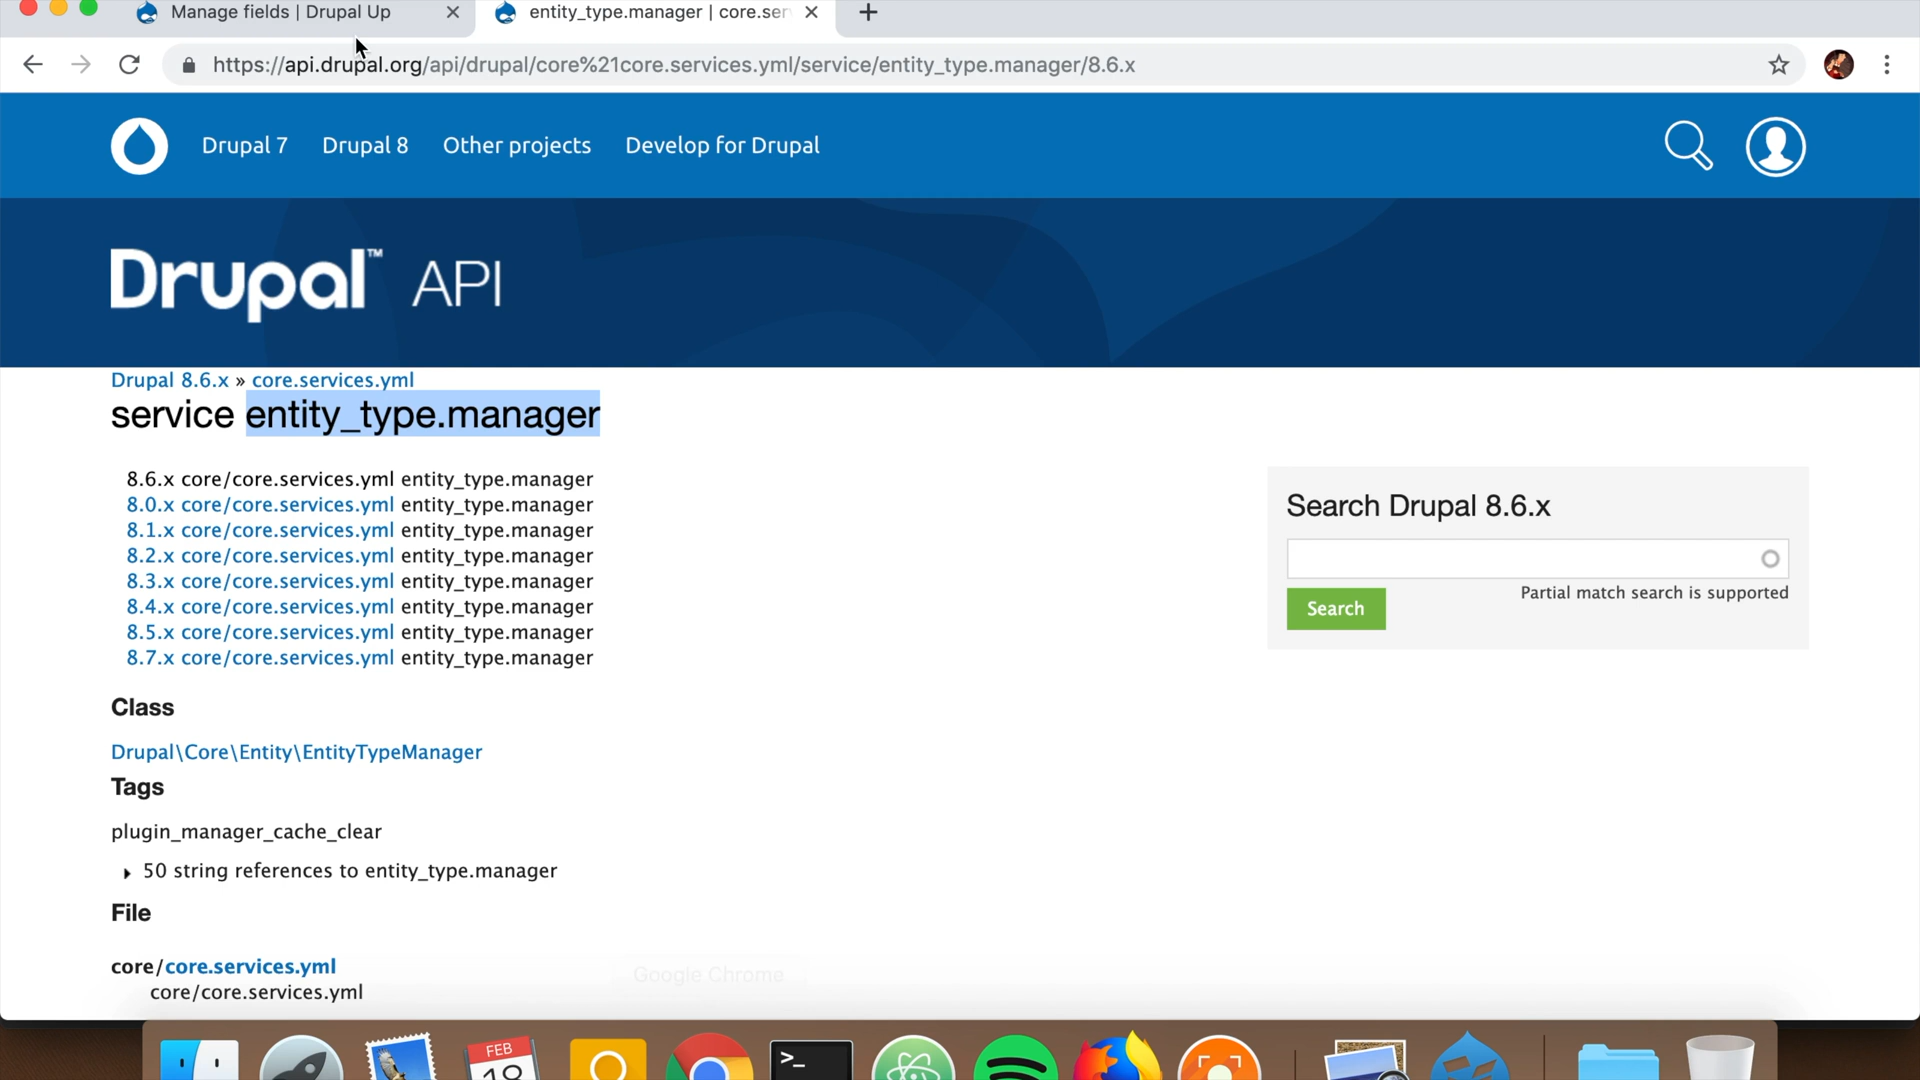 Manage fields | Drupal Up
entity_type.manager | core.ser
https://api.drupal.org/api/drupal/core%21core.services.yml/service/entity_type.manager/8.6.x
Drupal 7 Drupal 8 Other projects Develop for Drupal
Drupal™ API
Drupal 8.6.x » core.services.yml
service entity_type.manager
8.6.x core/core.services.yml entity_type.manager
8.0.x core/core.services.yml entity_type.manager
8.1.x core/core.services.yml entity_type.manager
8.2.x core/core.services.yml entity_type.manager
8.3.x core/core.services.yml entity_type.manager
8.4.x core/core.services.yml entity_type.manager
8.5.x core/core.services.yml entity_type.manager
8.7.x core/core.services.yml entity_type.manager
Search Drupal 8.6.x
Partial match search is supported
Search
Class
Drupal\Core\Entity\EntityTypeManager
Tags
plugin_manager_cache_clear
50 string references to entity_type.manager
File
core/core.services.yml
core/core.services.yml
Google Chrome
FEB
18
>_